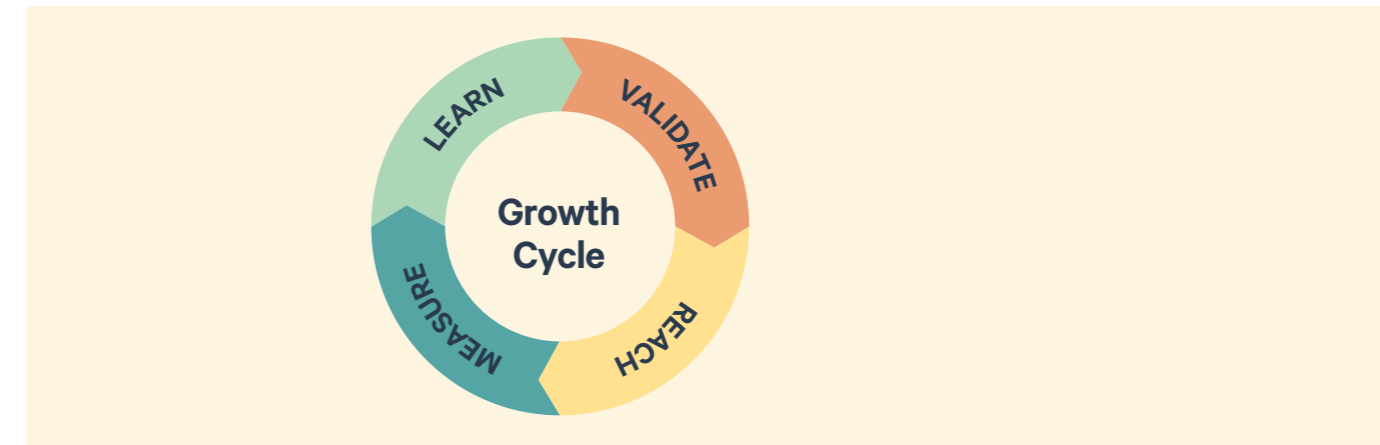 LEARN
VALIDATE
Growth
Cycle
MEASURE
REACH